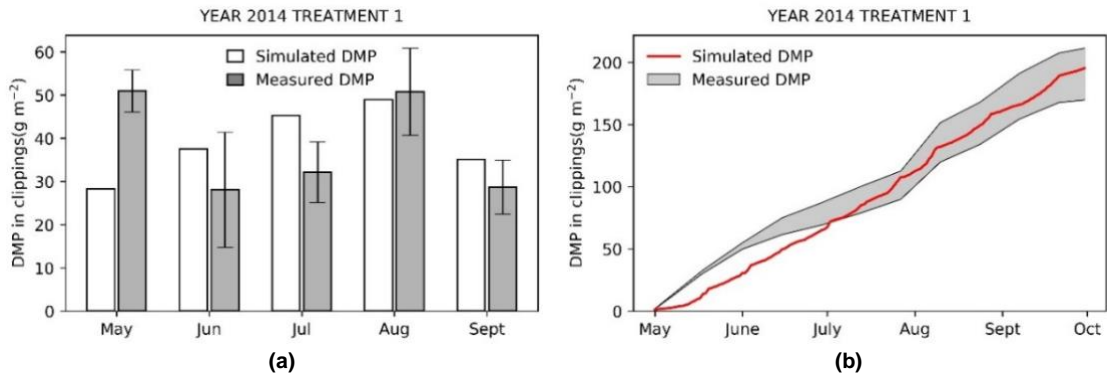 YEAR 2014 TREATMENT 1
DMP in clippings(g m⁻²)
60
50
40
30
20
10
0
Simulated DMP
Measured DMP
May Jun Jul Aug Sept
(a)
YEAR 2014 TREATMENT 1
DMP in clippings(g m⁻²)
200
150
100
50
0
Simulated DMP
Measured DMP
May June July Aug Sept Oct
(b)